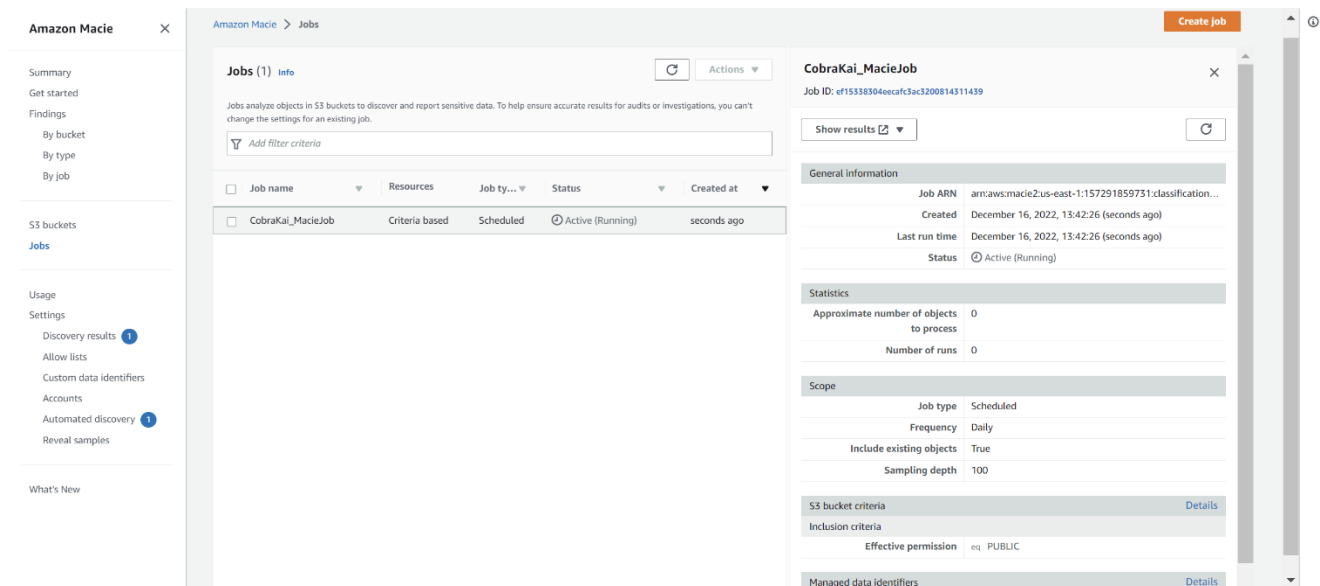 Amazon Macie
Summary
Get started
Findings
By bucket
By type
By job
S3 buckets
Jobs
Usage
Settings
Discovery results 1
Allow lists
Custom data identifiers
Accounts
Automated discovery 1
Reveal samples
What's New
Amazon Macie > Jobs
Create job
Jobs (1) Info
Actions
Jobs analyze objects in S3 buckets to discover and report sensitive data. To help ensure accurate results for audits or investigations, you can't
change the settings for an existing job.
Add filter criteria
Job name Resources Job ty... Status Created at
CobraKai_MacieJob Criteria based Scheduled Active (Running) seconds ago
CobraKai_MacieJob
Job ID: ef15338304eecafc3ac3200814311439
Show results
General information
Job ARN arn:aws:macie2:us-east-1:157291859731:classification...
Created December 16, 2022, 13:42:26 (seconds ago)
Last run time December 16, 2022, 13:42:26 (seconds ago)
Status Active (Running)
Statistics
Approximate number of objects 0
to process
Number of runs 0
Scope
Job type Scheduled
Frequency Daily
Include existing objects True
Sampling depth 100
S3 bucket criteria Details
Inclusion criteria
Effective permission eq PUBLIC
Managed data identifiers Details